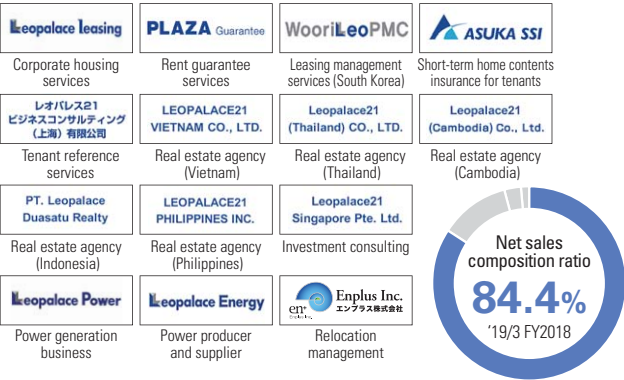 Leopalace leasing
Corporate housing
services
PLAZA Guarantee
Rent guarantee
services
WooriLeoPMC
Leasing management
services (South Korea)
ASUKA SSI
Short-term home contents
insurance for tenants
レオパレス21
ビジネスコンサルティング
（上海）有限公司
Tenant reference
services
LEOPALACE21
VIETNAM CO., LTD.
Real estate agency
(Vietnam)
Leopalace21
(Thailand) CO., LTD.
Real estate agency
(Thailand)
Leopalace21
(Cambodia) Co., Ltd.
Real estate agency
(Cambodia)
PT. Leopalace
Duasatu Realty
Real estate agency
(Indonesia)
LEOPALACE21
PHILIPPINES INC.
Real estate agency
(Philippines)
Leopalace21
Singapore Pte. Ltd.
Investment consulting
Leopalace Power
Power generation
business
Leopalace Energy
Power producer
and supplier
en+
Enplus Inc.
Enplus Inc.
エンプラス株式会社
Relocation
management
Net sales
composition ratio
84.4%
'19/3 FY2018